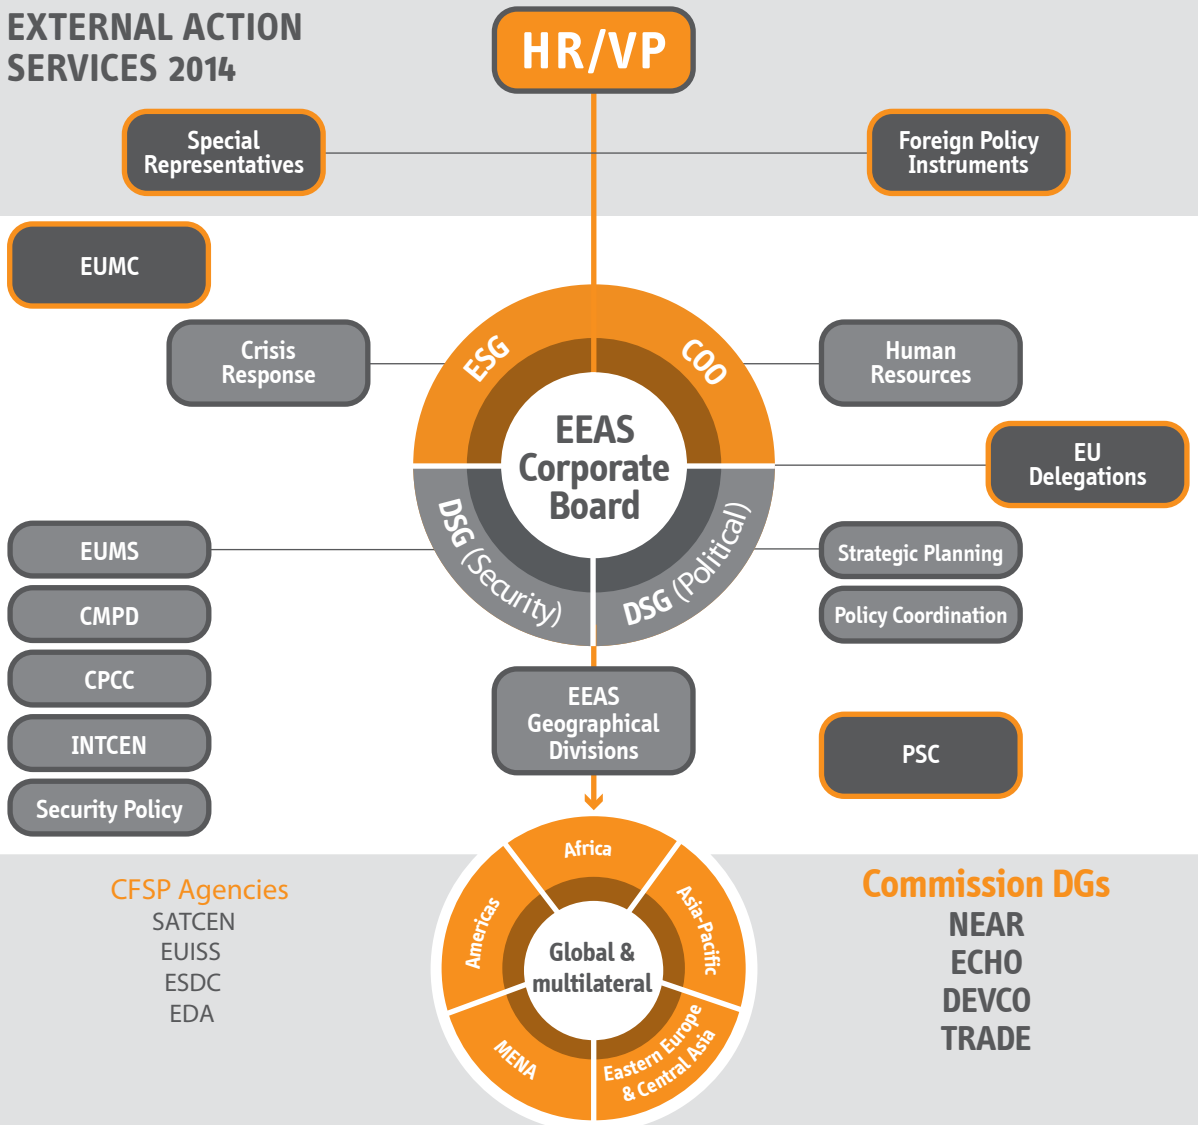 EXTERNAL ACTION
SERVICES 2014
HR/VP
Special
Representatives
Foreign Policy
Instruments
EUMC
Crisis
Response
ESG
COO
Human
Resources
EEAS
Corporate
Board
EU
Delegations
DSG (Security)
DSG (Political)
EUMS
CMPD
CPCC
INTCEN
Security Policy
Strategic Planning
Policy Coordination
EEAS
Geographical
Divisions
PSC
CFSP Agencies
SATCEN
EUISS
ESDC
EDA
Africa
Americas
Asia-Pacific
Global &
multilateral
MENA
Eastern Europe
& Central Asia
Commission DGs
NEAR
ECHO
DEVCO
TRADE